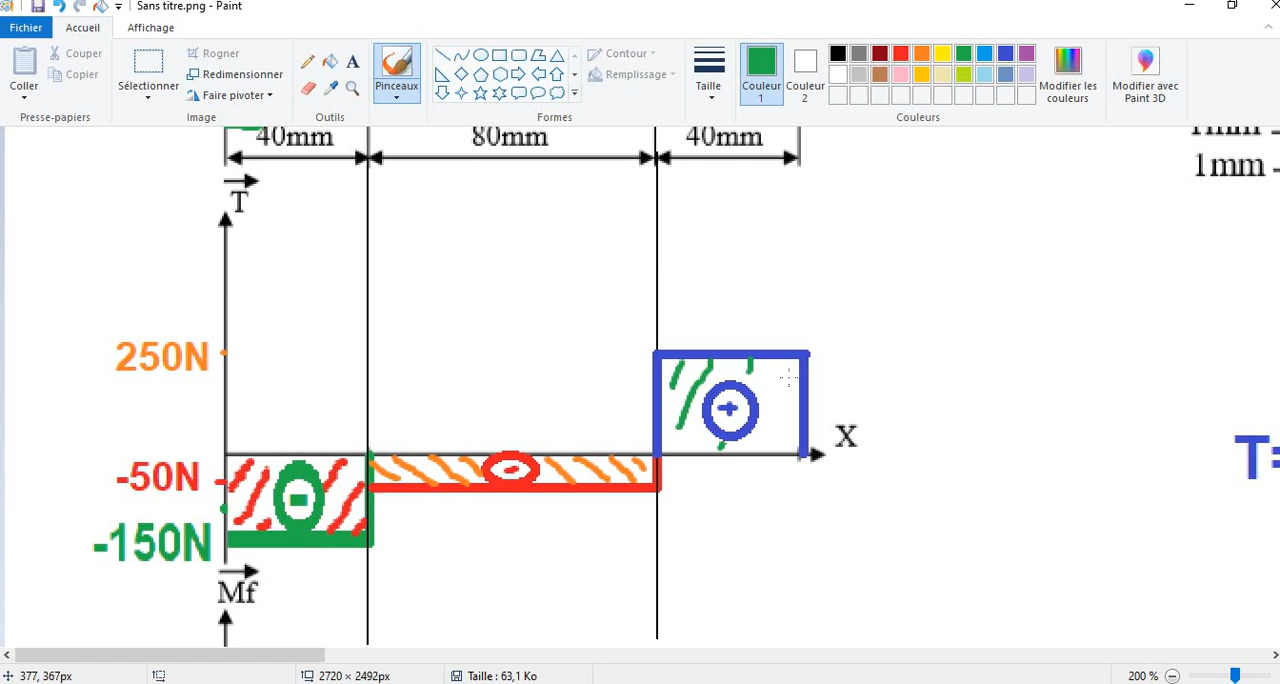 Sans titre.png - Paint
Fichier Accueil Affichage
Coller
Couper
Copier
Presse-papiers
Sélectionner
Rogner
Redimensionner
Faire pivoter
Image
A
Outils
Pinceaux
Contour
Remplissage
Formes
Taille
Couleur 1
Couleur 2
Modifier les couleurs
Couleurs
Modifier avec Paint 3D
40mm 80mm 40mm
1mm -
T
250N
X
-50N
-150N
T=
Mf
377, 367px
2720 × 2492px
Taille : 63,1 Ko
200 %